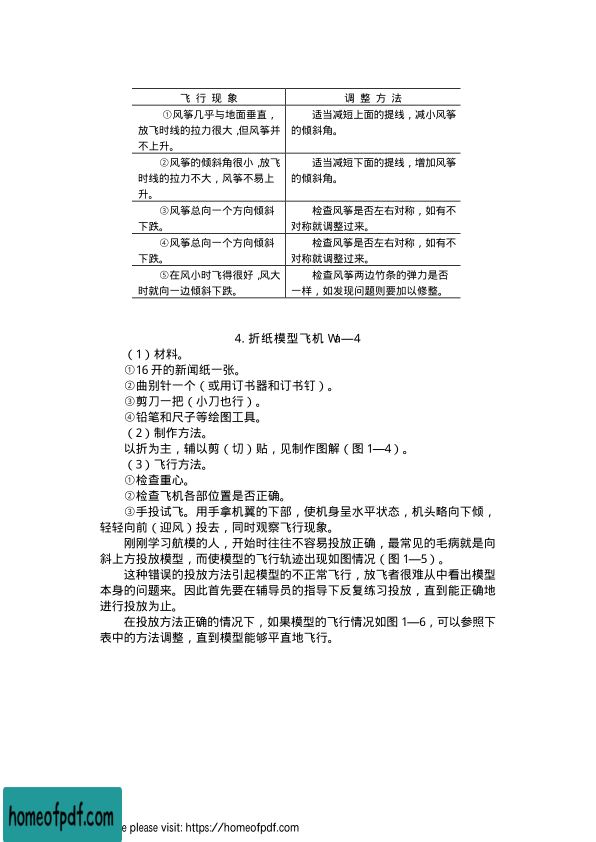 飞行现象 调整方法
①风筝几乎与地面垂直，
放飞时线的拉力很大，但风筝并
不上升。
适当减短上面的提线，减小风筝
的倾斜角。
②风筝的倾斜角很小，放飞
时线的拉力不大，风筝不易上
升。
适当减短下面的提线，增加风筝
的倾斜角。
③风筝总向一个方向倾斜
下跌。
检查风筝是否左右对称，如有不
对称就调整过来。
④风筝总向一个方向倾斜
下跌。
检查风筝是否左右对称，如有不
对称就调整过来。
⑤在风小时飞得很好，风大
时就向一边倾斜下跌。
检查风筝两边竹条的弹力是否
一样，如发现问题则要加以修整。
4．折纸模型飞机 Wa—4
（1）材料。
①16 开的新闻纸一张。
②曲别针一个（或用订书器和订书钉）。
③剪刀一把（小刀也行）。
④铅笔和尺子等绘图工具。
（2）制作方法。
以折为主，辅以剪（切）贴，见制作图解（图 1—4）。
（3）飞行方法。
①检查重心。
②检查飞机各部位置是否正确。
③手投试飞。用手拿机翼的下部，使机身呈水平状态，机头略向下倾，
轻轻向前（迎风）投去，同时观察飞行现象。
刚刚学习航模的人，开始时往往不容易投放正确，最常见的毛病就是向
斜上方投放模型，而使模型的飞行轨迹出现如图情况（图 1—5）。
这种错误的投放方法引起模型的不正常飞行，放飞者很难从中看出模型
本身的问题来。因此首先要在辅导员的指导下反复练习投放，直到能正确地
进行投放为止。
在投放方法正确的情况下，如果模型的飞行情况如图 1—6，可以参照下
表中的方法调整，直到模型能够平直地飞行。
homeofpdf.com
please visit: https://homeofpdf.com